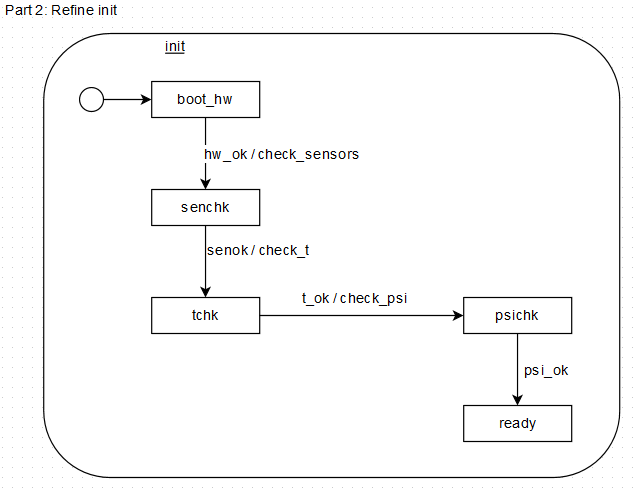 Part 2: Refine init
init
boot_hw
hw_ok / check_sensors
senchk
senok / check_t
tchk
t_ok / check_psi
psichk
psi_ok
ready